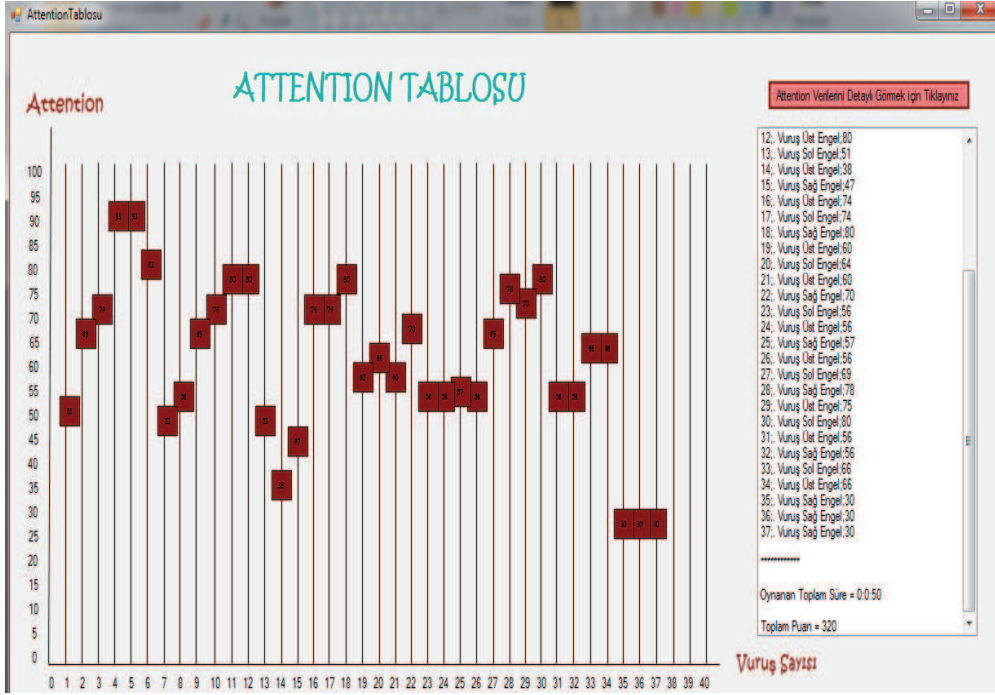 AttentionTablosu
ATTENTION TABLOSU
Attention
Attention Verilerini Detaylı Görmek için Tıklayınız
100
95
90
85
80
75
70
65
60
55
50
45
40
35
30
25
20
15
10
5
0
0 1 2 3 4 5 6 7 8 9 10 11 12 13 14 15 16 17 18 19 20 21 22 23 24 25 26 27 28 29 30 31 32 33 34 35 36 37 38 39 40
Vuruş Sayısı
12;. Vuruş Üst Engel;80
13;. Vuruş Sol Engel;51
14;. Vuruş Üst Engel;38
15;. Vuruş Sağ Engel;47
16;. Vuruş Üst Engel;74
17;. Vuruş Sol Engel;74
18;. Vuruş Sağ Engel;80
19;. Vuruş Üst Engel;60
20;. Vuruş Sol Engel;64
21;. Vuruş Üst Engel;60
22;. Vuruş Sağ Engel;70
23;. Vuruş Sol Engel;56
24;. Vuruş Üst Engel;56
25;. Vuruş Sağ Engel;57
26;. Vuruş Üst Engel;56
27;. Vuruş Sol Engel;69
28;. Vuruş Sağ Engel;78
29;. Vuruş Üst Engel;75
30;. Vuruş Sol Engel;80
31;. Vuruş Üst Engel;56
32;. Vuruş Sağ Engel;56
33;. Vuruş Sol Engel;66
34;. Vuruş Üst Engel;66
35;. Vuruş Sağ Engel;30
36;. Vuruş Sağ Engel;30
37;. Vuruş Sağ Engel;30
************
Oynanan Toplam Süre = 0:0:50
Toplam Puan = 320